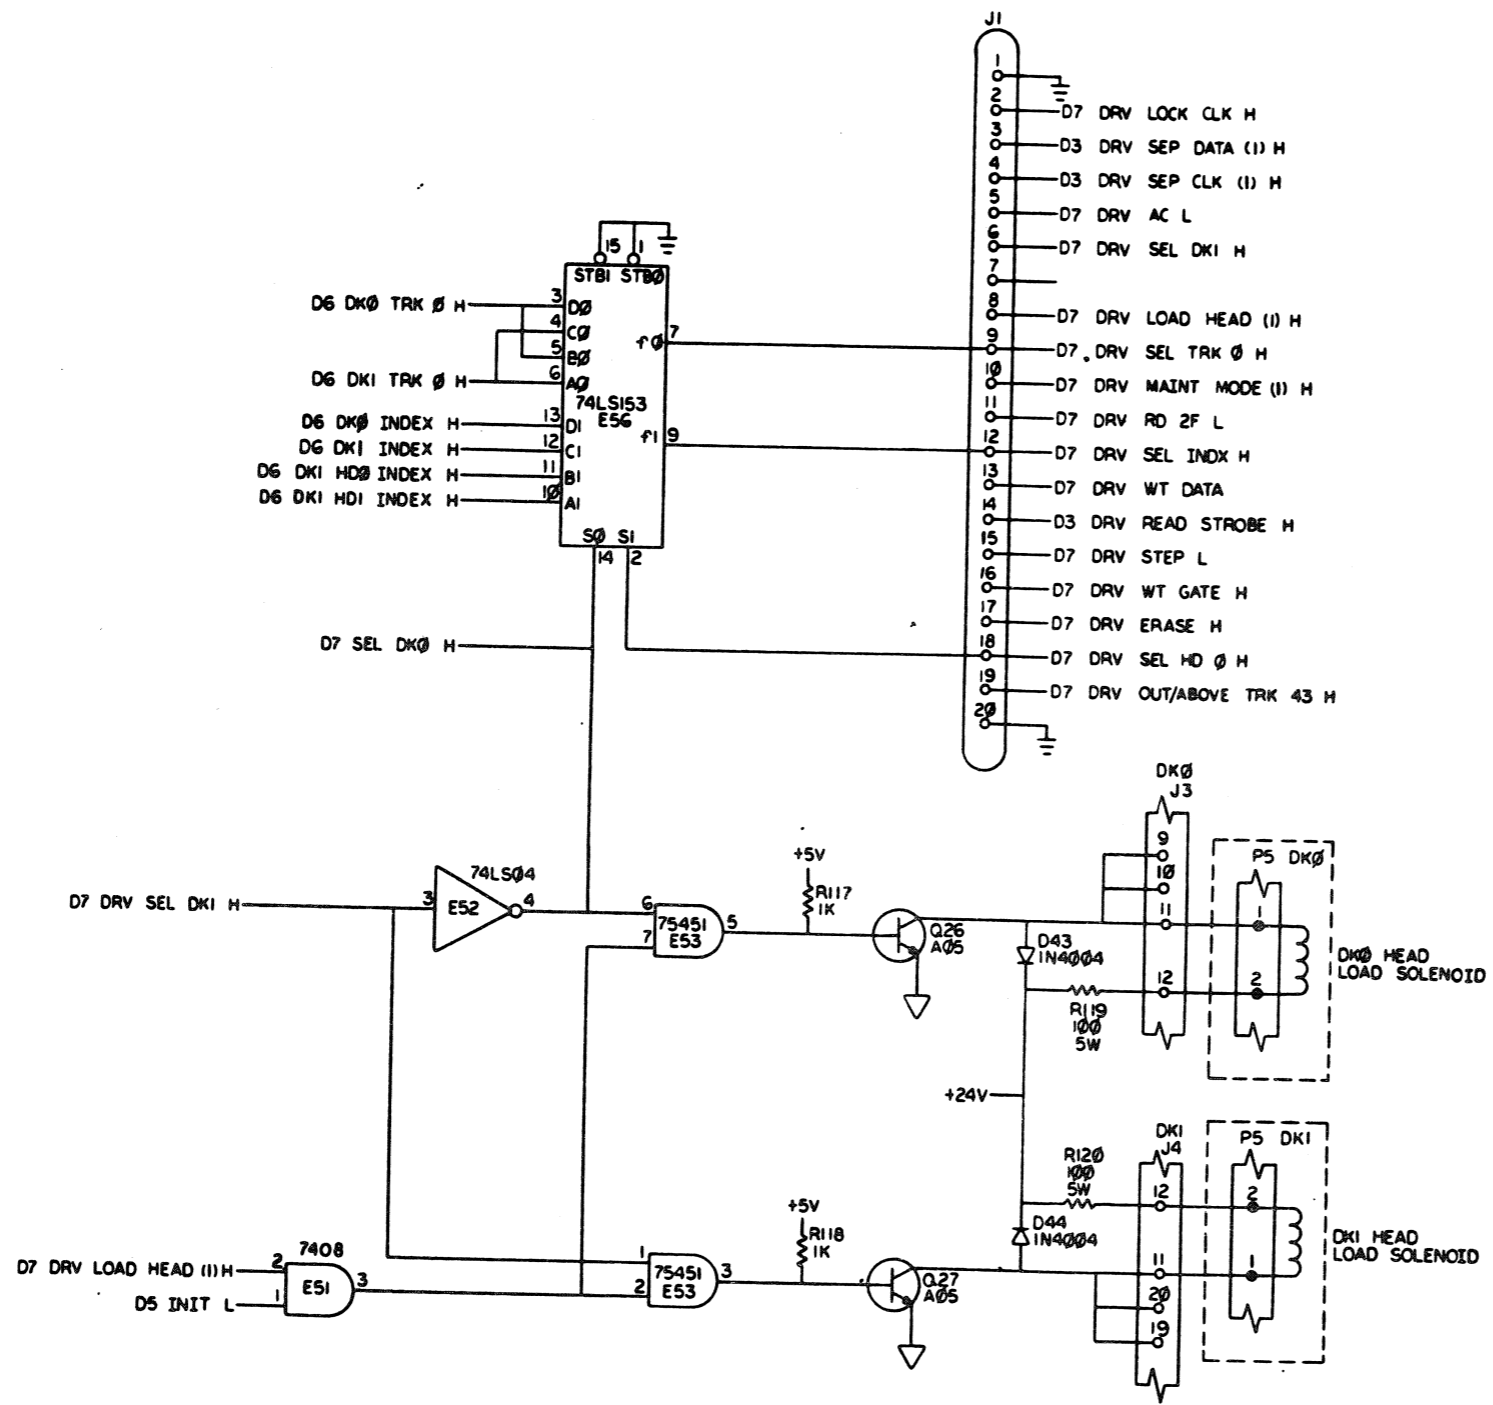 J1
1
2
D7 DRV LOCK CLK H
3
D3 DRV SEP DATA (1) H
4
D3 DRV SEP CLK (1) H
5
D7 DRV AC L
6
D7 DRV SEL DK1 H
7
8
D7 DRV LOAD HEAD (1) H
9
D7 DRV SEL TRK Ø H
1Ø
D7 DRV MAINT MODE (1) H
11
D7 DRV RD 2F L
12
D7 DRV SEL INDX H
13
D7 DRV WT DATA
14
D3 DRV READ STROBE H
15
D7 DRV STEP L
16
D7 DRV WT GATE H
17
D7 DRV ERASE H
18
D7 DRV SEL HD Ø H
19
D7 DRV OUT/ABOVE TRK 43 H
2Ø
15 1
STB1 STBØ
D6 DKØ TRK Ø H
3 DØ
4 CØ
5 BØ
D6 DK1 TRK Ø H
6 AØ
fØ 7
74LS153
E56
D6 DKØ INDEX H
13 D1
D6 DK1 INDEX H
12 C1
D6 DK1 HDØ INDEX H
11 B1
D6 DK1 HD1 INDEX H
1Ø A1
f1 9
SØ S1
14 2
D7 SEL DKØ H
D7 DRV SEL DK1 H
3
74LSØ4
E52
4
6
7
75451
E53
5
+5V
R117
1K
Q26
AØ5
D43
1N4ØØ4
R119
1ØØ
5W
DKØ
J3
9
1Ø
11
12
P5 DKØ
1
2
DKØ HEAD
LOAD SOLENOID
+24V
R12Ø
1ØØ
5W
D44
1N4ØØ4
DK1
J4
12
11
2Ø
19
P5 DK1
2
1
DK1 HEAD
LOAD SOLENOID
D7 DRV LOAD HEAD (1) H
2
D5 INIT L
1
7408
E51
3
1
2
75451
E53
3
+5V
R118
1K
Q27
AØ5